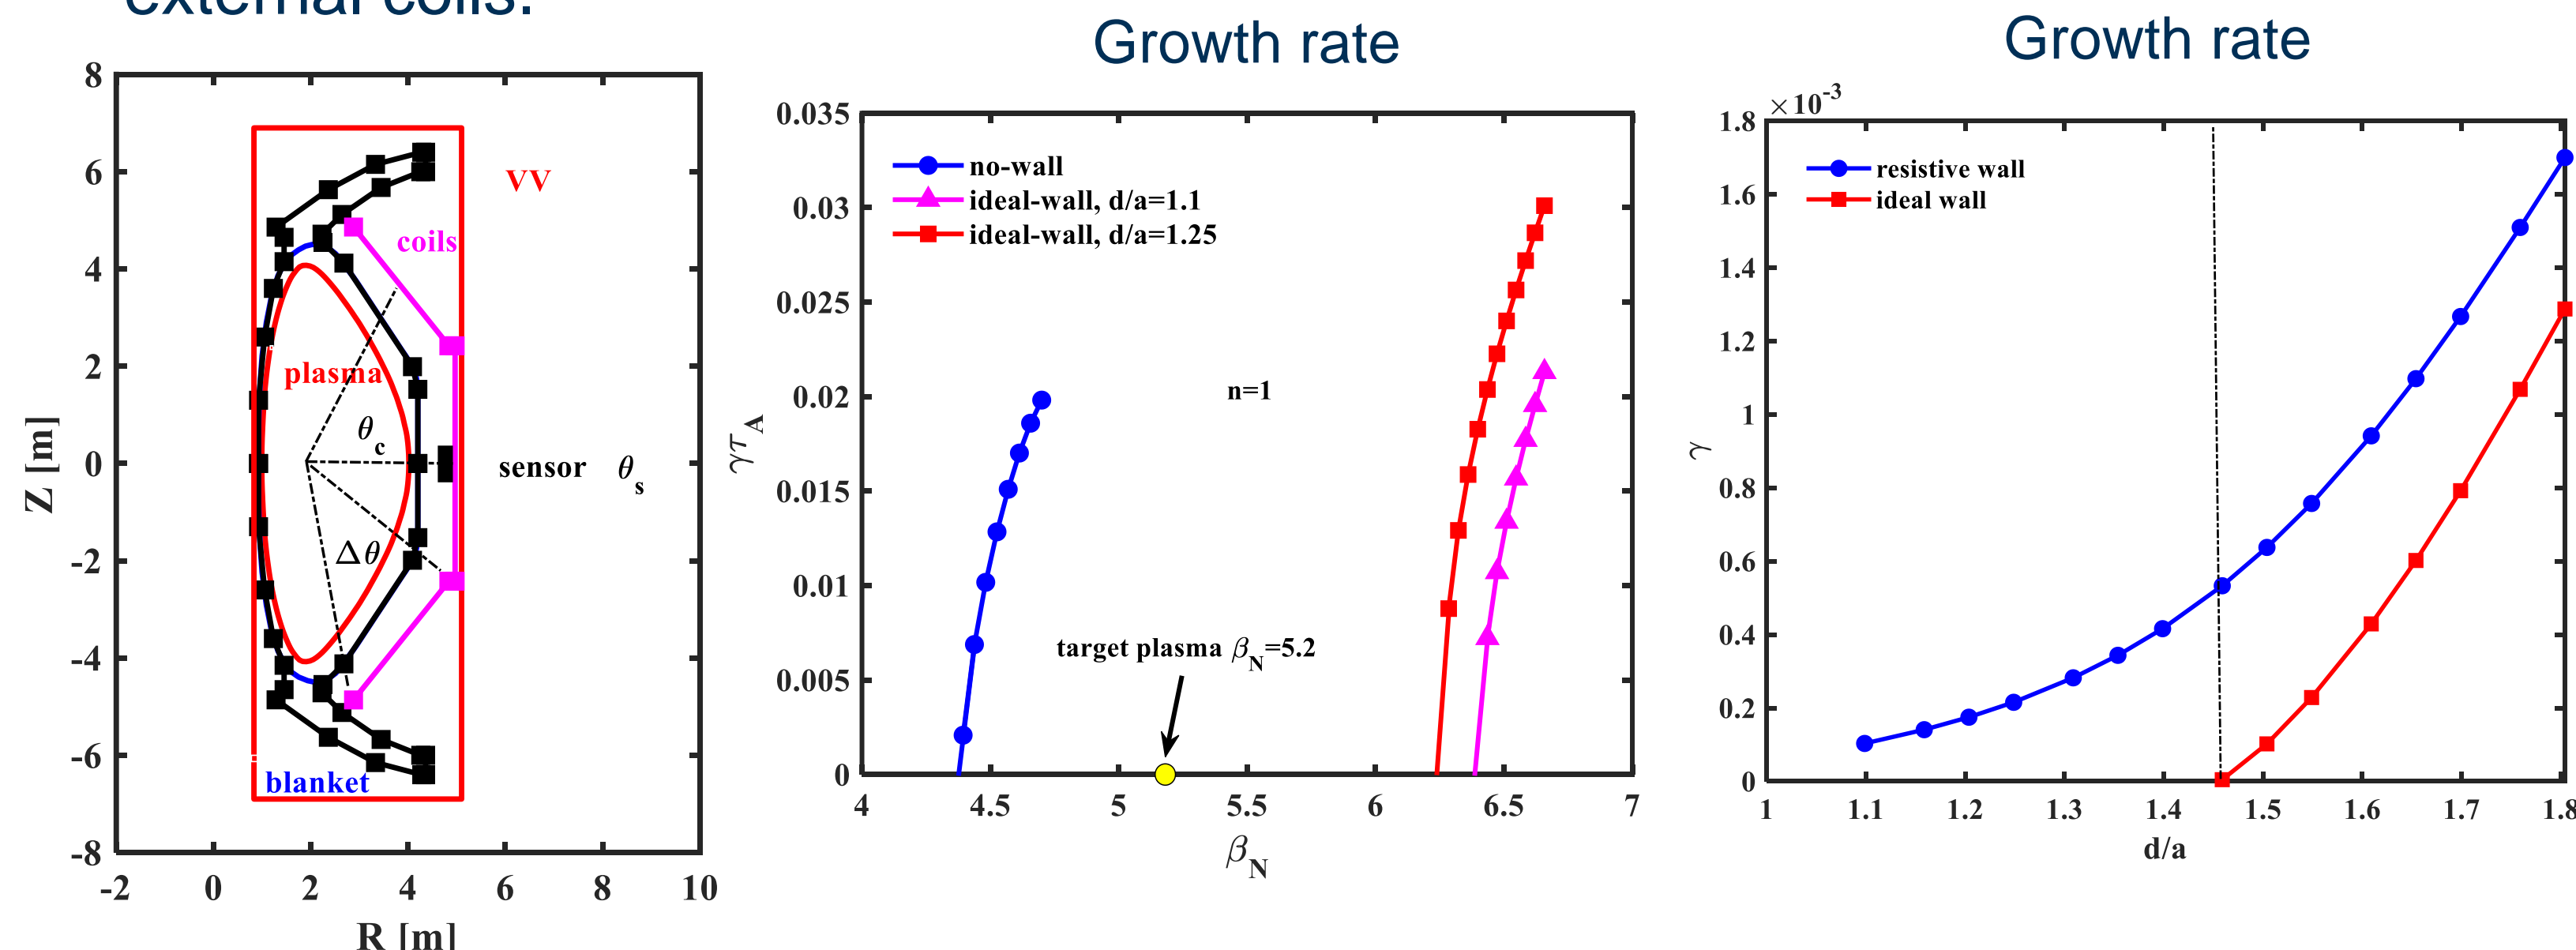 external coils.
8
6
4
2
0
-2
-4
-6
-8
-2 0 2 4 6 8 10
Z [m]
R [m]
VV
coils
plasma
θc
sensor θs
Δθ
blanket
Growth rate
0.035
0.03
0.025
0.02
0.015
0.01
0.005
0
4 4.5 5 5.5 6 6.5 7
γτA
βN
no-wall
ideal-wall, d/a=1.1
ideal-wall, d/a=1.25
n=1
target plasma βN=5.2
Growth rate
×10-3
1.8
1.6
1.4
1.2
1
0.8
0.6
0.4
0.2
0
1 1.1 1.2 1.3 1.4 1.5 1.6 1.7 1.8
γ
d/a
resistive wall
ideal wall